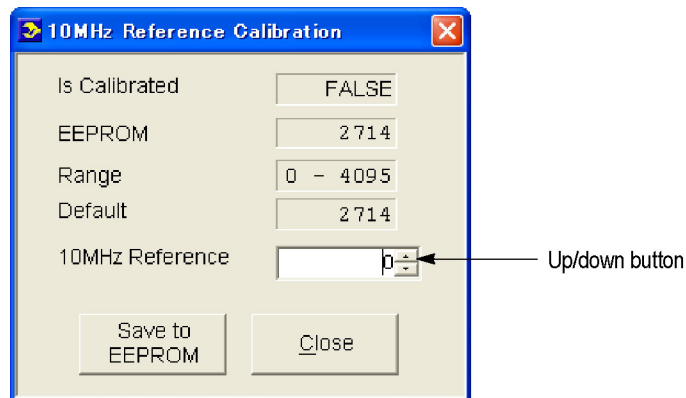 10MHz Reference Calibration
Is Calibrated FALSE
EEPROM 2714
Range 0 - 4095
Default 2714
10MHz Reference 0
Up/down button
Save to
EEPROM
Close